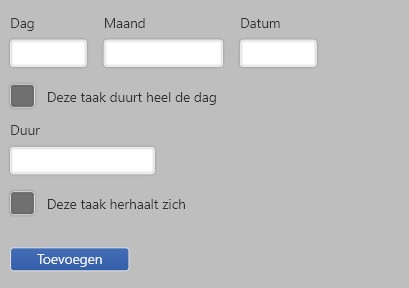 Dag Maand Datum
Deze taak duurt heel de dag
Duur
Deze taak herhaalt zich
Toevoegen